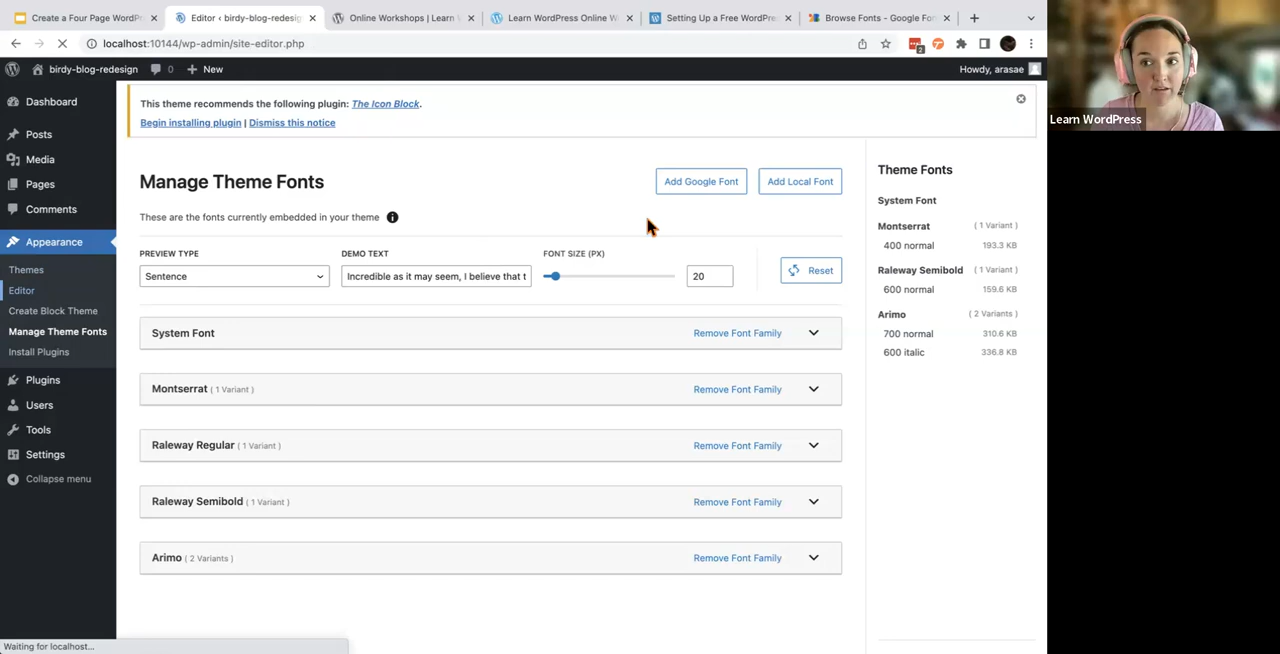 Create a Four Page WordPr
Editor ‹ birdy-blog-redesign
Online Workshops | Learn W
Learn WordPress Online W
Setting Up a Free WordPre
Browse Fonts - Google Fo
localhost:10144/wp-admin/site-editor.php
2
birdy-blog-redesign
0
New
Howdy, arasae
Learn WordPress
Dashboard
Posts
Media
Pages
Comments
Appearance
Themes
Editor
Create Block Theme
Manage Theme Fonts
Install Plugins
Plugins
Users
Tools
Settings
Collapse menu
This theme recommends the following plugin: The Icon Block.
Begin installing plugin | Dismiss this notice
Manage Theme Fonts
Add Google Font
Add Local Font
These are the fonts currently embedded in your theme
PREVIEW TYPE
DEMO TEXT
FONT SIZE (PX)
Sentence
Incredible as it may seem, I believe that t
20
Reset
System Font
Remove Font Family
Montserrat ( 1 Variant )
Remove Font Family
Raleway Regular ( 1 Variant )
Remove Font Family
Raleway Semibold ( 1 Variant )
Remove Font Family
Arimo ( 2 Variants )
Remove Font Family
Theme Fonts
System Font
Montserrat ( 1 Variant )
400 normal 193.3 KB
Raleway Semibold ( 1 Variant )
600 normal 159.6 KB
Arimo ( 2 Variants )
700 normal 310.6 KB
600 italic 336.8 KB
Waiting for localhost...